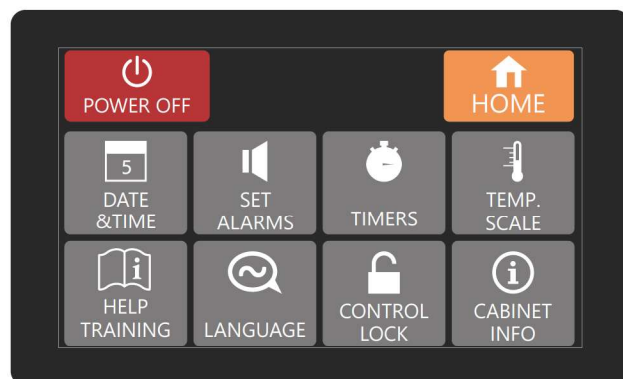 POWER OFF
HOME
5
DATE
&TIME
SET
ALARMS
TIMERS
TEMP.
SCALE
i
HELP
TRAINING
LANGUAGE
CONTROL
LOCK
i
CABINET
INFO